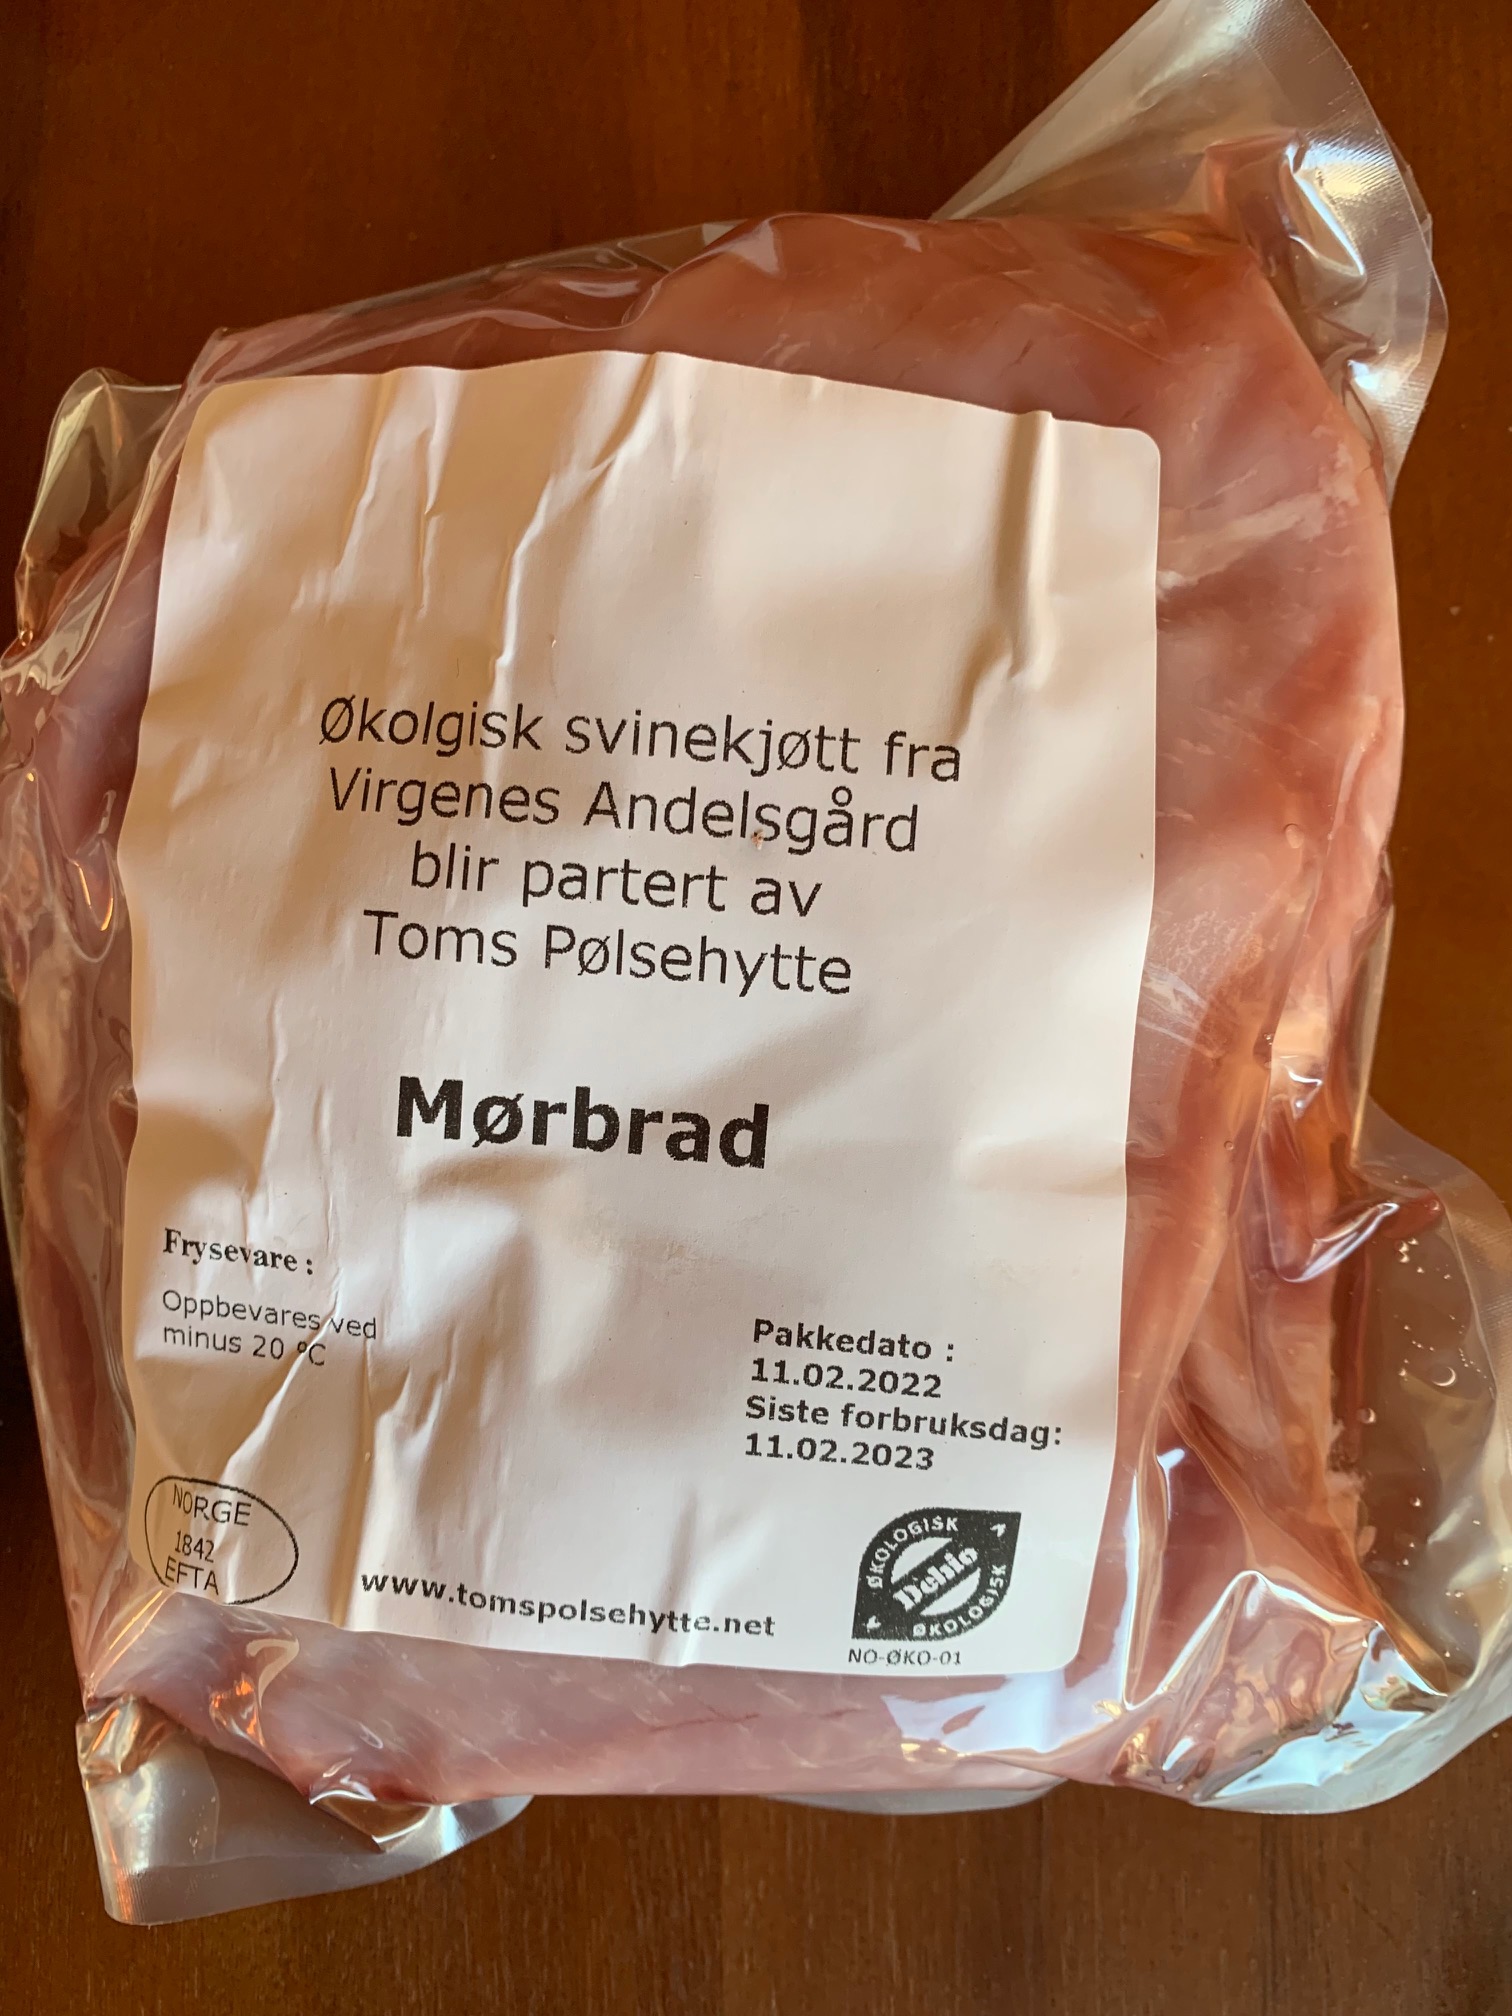 Økolgisk svinekjøtt fra
Virgenes Andelsgård
blir partert av
Toms Pølsehytte
Mørbrad
Frysevare :
Oppbevares ved
minus 20 °C
Pakkedato :
11.02.2022
Siste forbruksdag:
11.02.2023
NORGE
1842
EFTA
www.tomspolsehytte.net
ØKOLOGISK
Debio
ØKOLOGISK
NO-ØKO-01